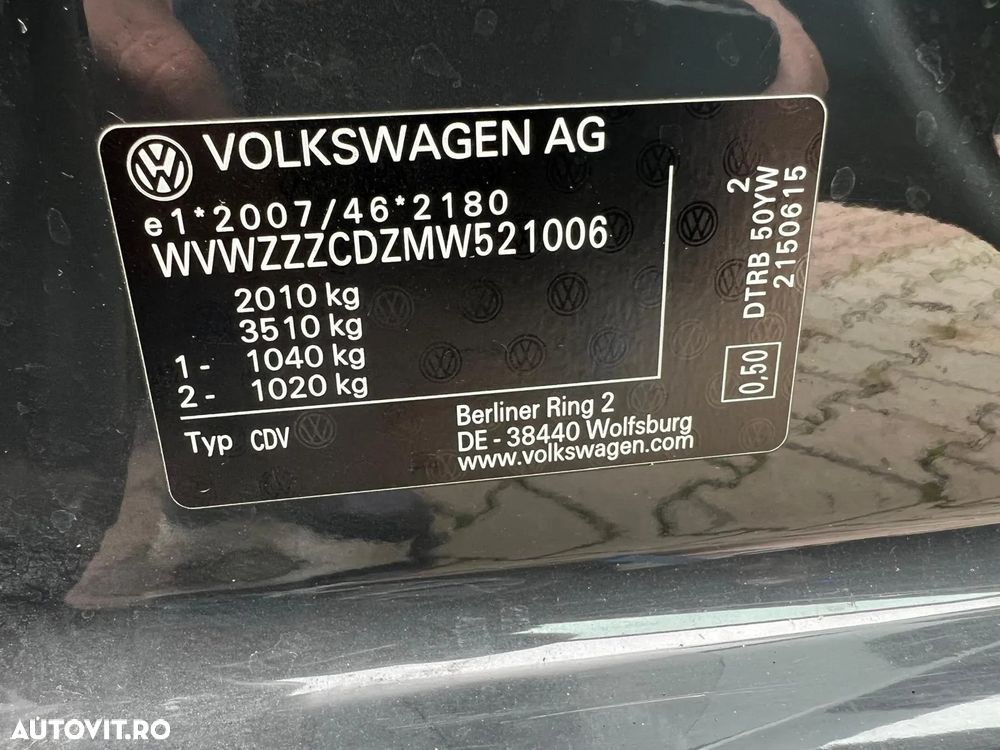 VOLKSWAGEN AG
e1*2007/46*2180
WVWZZZCDZMW521006
2010 kg
3510 kg
1- 1040 kg
2- 1020 kg
Typ CDV
Berliner Ring 2
DE - 38440 Wolfsburg
www.volkswagen.com
2
DTRB 50YW
2150615
0,50
AUTOVIT.RO